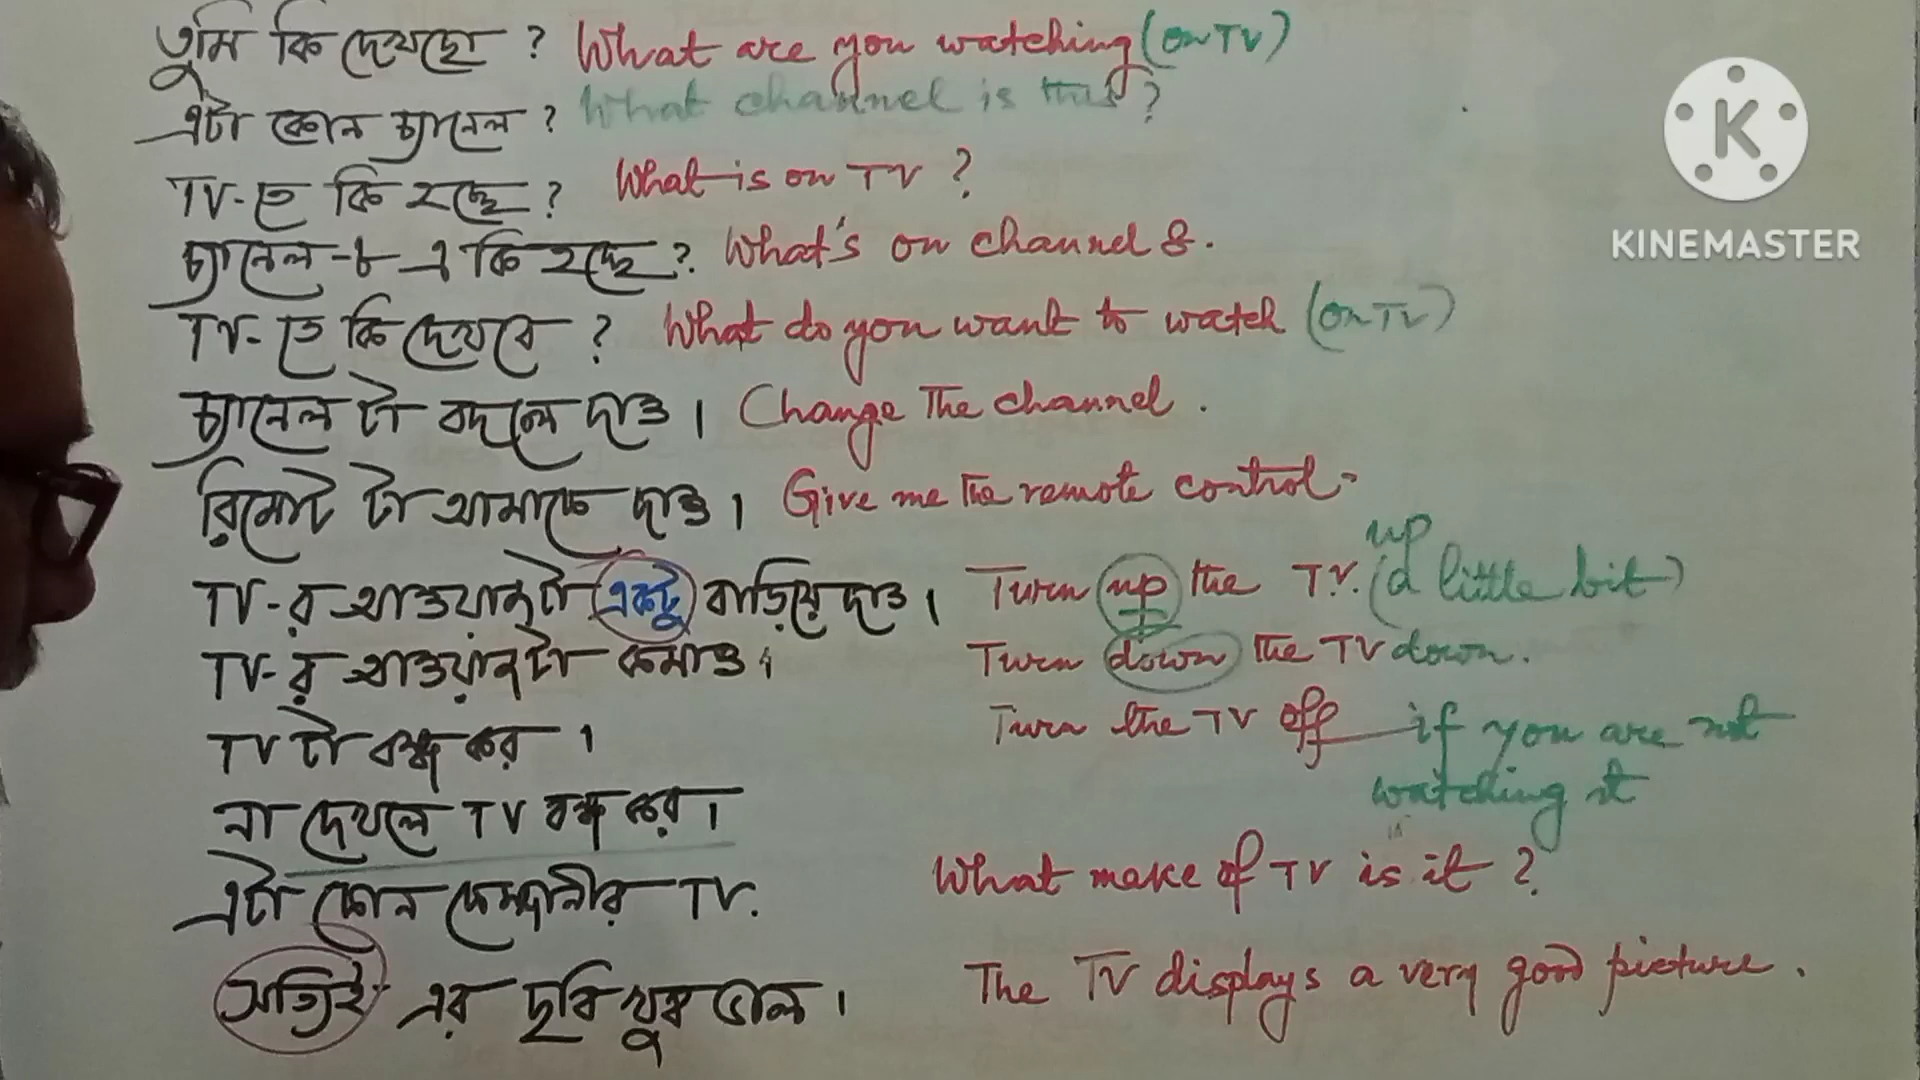 তুমি কি দেখছো ? What are you watching (on TV)
এটা কোন চ্যানেল ? What channel is this ?
TV-তে কি হচ্ছে ? What is on TV ?
চ্যানেল-৮ এ কি হচ্ছে ? What's on channel 8.
TV-তে কি দেখবে ? What do you want to watch (on TV)
চ্যানেল টা বদলে দাও । Change The channel.
রিমোট টা আমাকে দাও । Give me the remote control-
up
TV-র আওয়াজটা একটু বাড়িয়ে দাও । Turn up the TV. (a little bit)
TV-র আওয়াজটা কমাও । Turn down the TV down.
TV টা বন্ধ কর । Turn the TV off if you are not
watching it
না দেখলে TV বন্ধ কর ।
এটা কোন কোম্পানীর TV. What make of TV is it ?
সত্যিই এর ছবি খুব ভাল । The TV displays a very good picture.
K
KINEMASTER